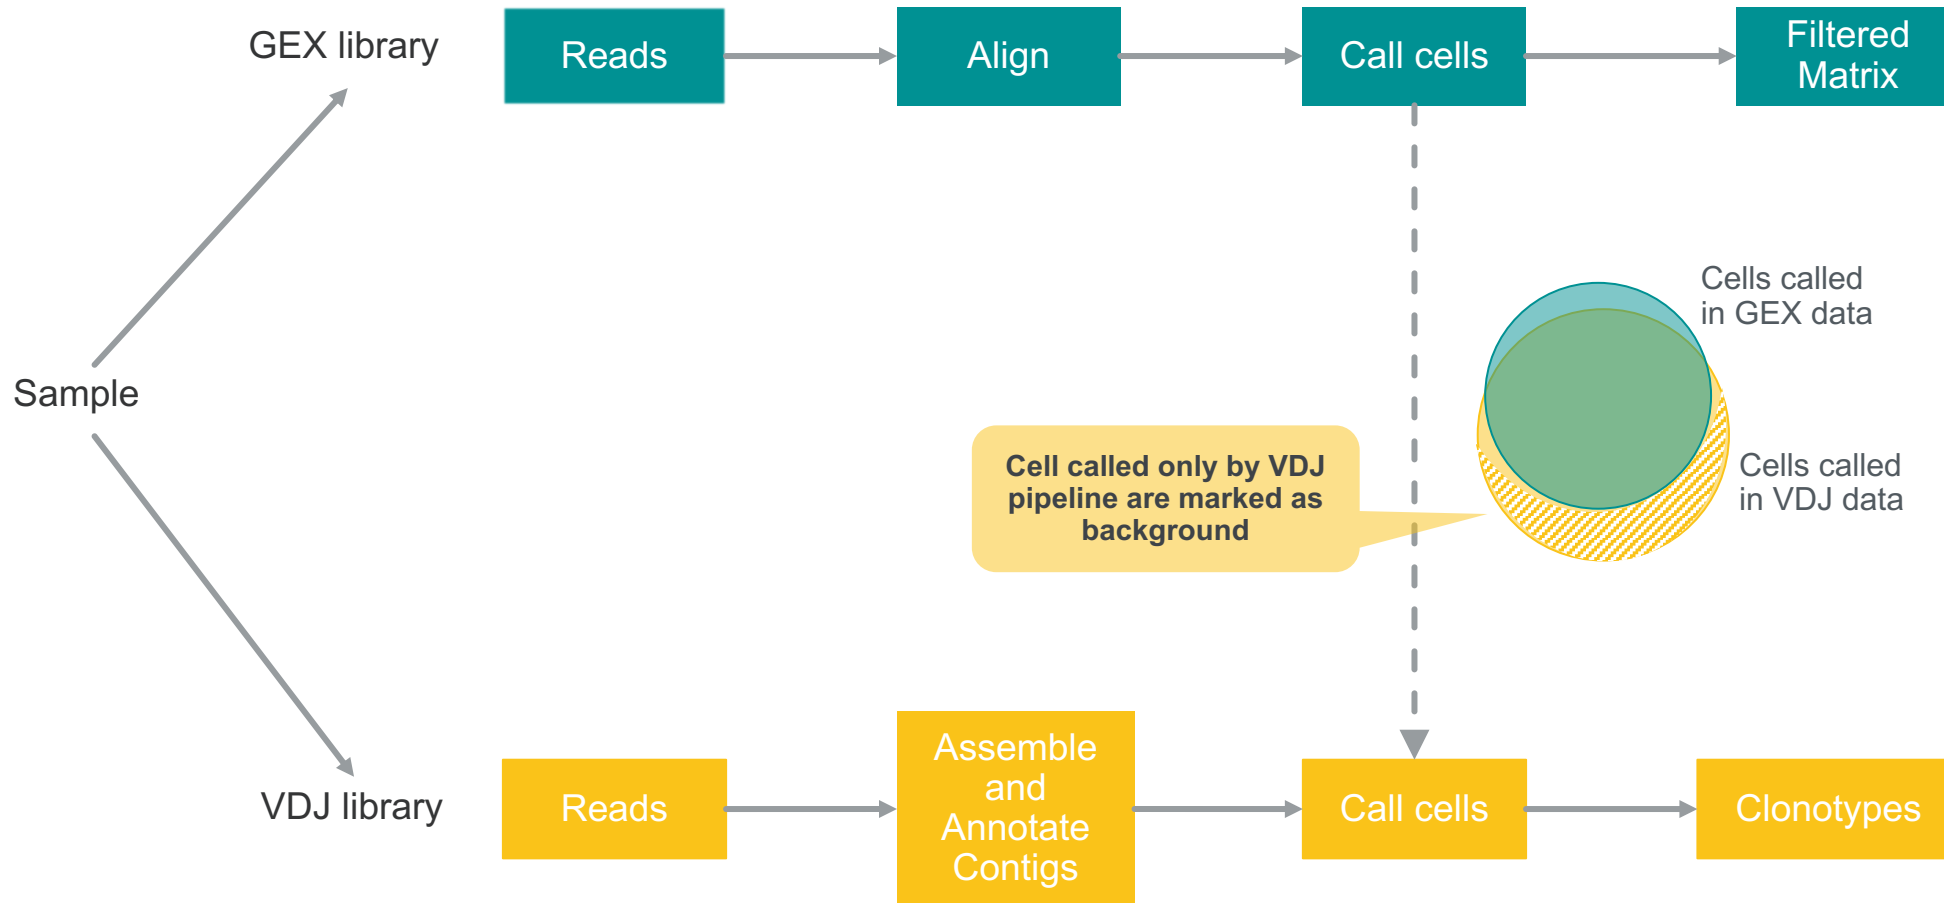 GEX library
Reads
Align
Call cells
Filtered
Matrix
Cells called
in GEX data
Sample
Cell called only by VDJ
pipeline are marked as
background
Cells called
in VDJ data
VDJ library
Reads
Assemble
and
Annotate
Contigs
Call cells
Clonotypes